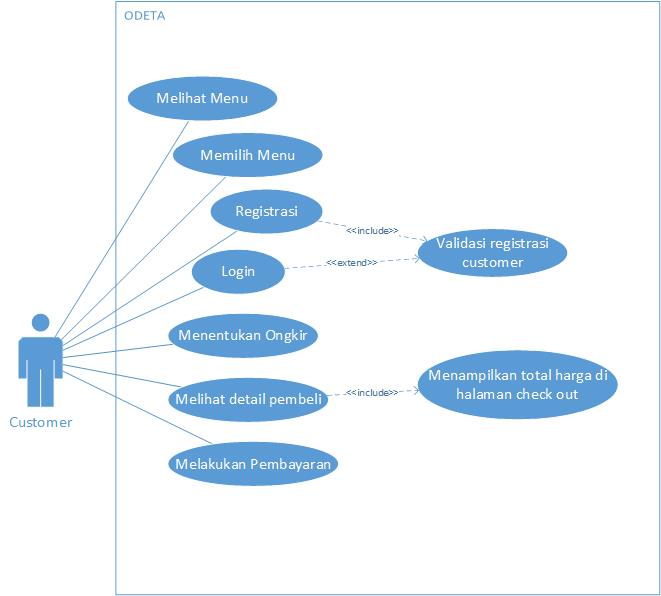 ODETA
Melihat Menu
Memilih Menu
Registrasi
<<include>>
Validasi registrasi
customer
Login
<<extend>>
Menentukan Ongkir
Melihat detail pembeli
<<include>>
Menampilkan total harga di
halaman check out
Customer
Melakukan Pembayaran